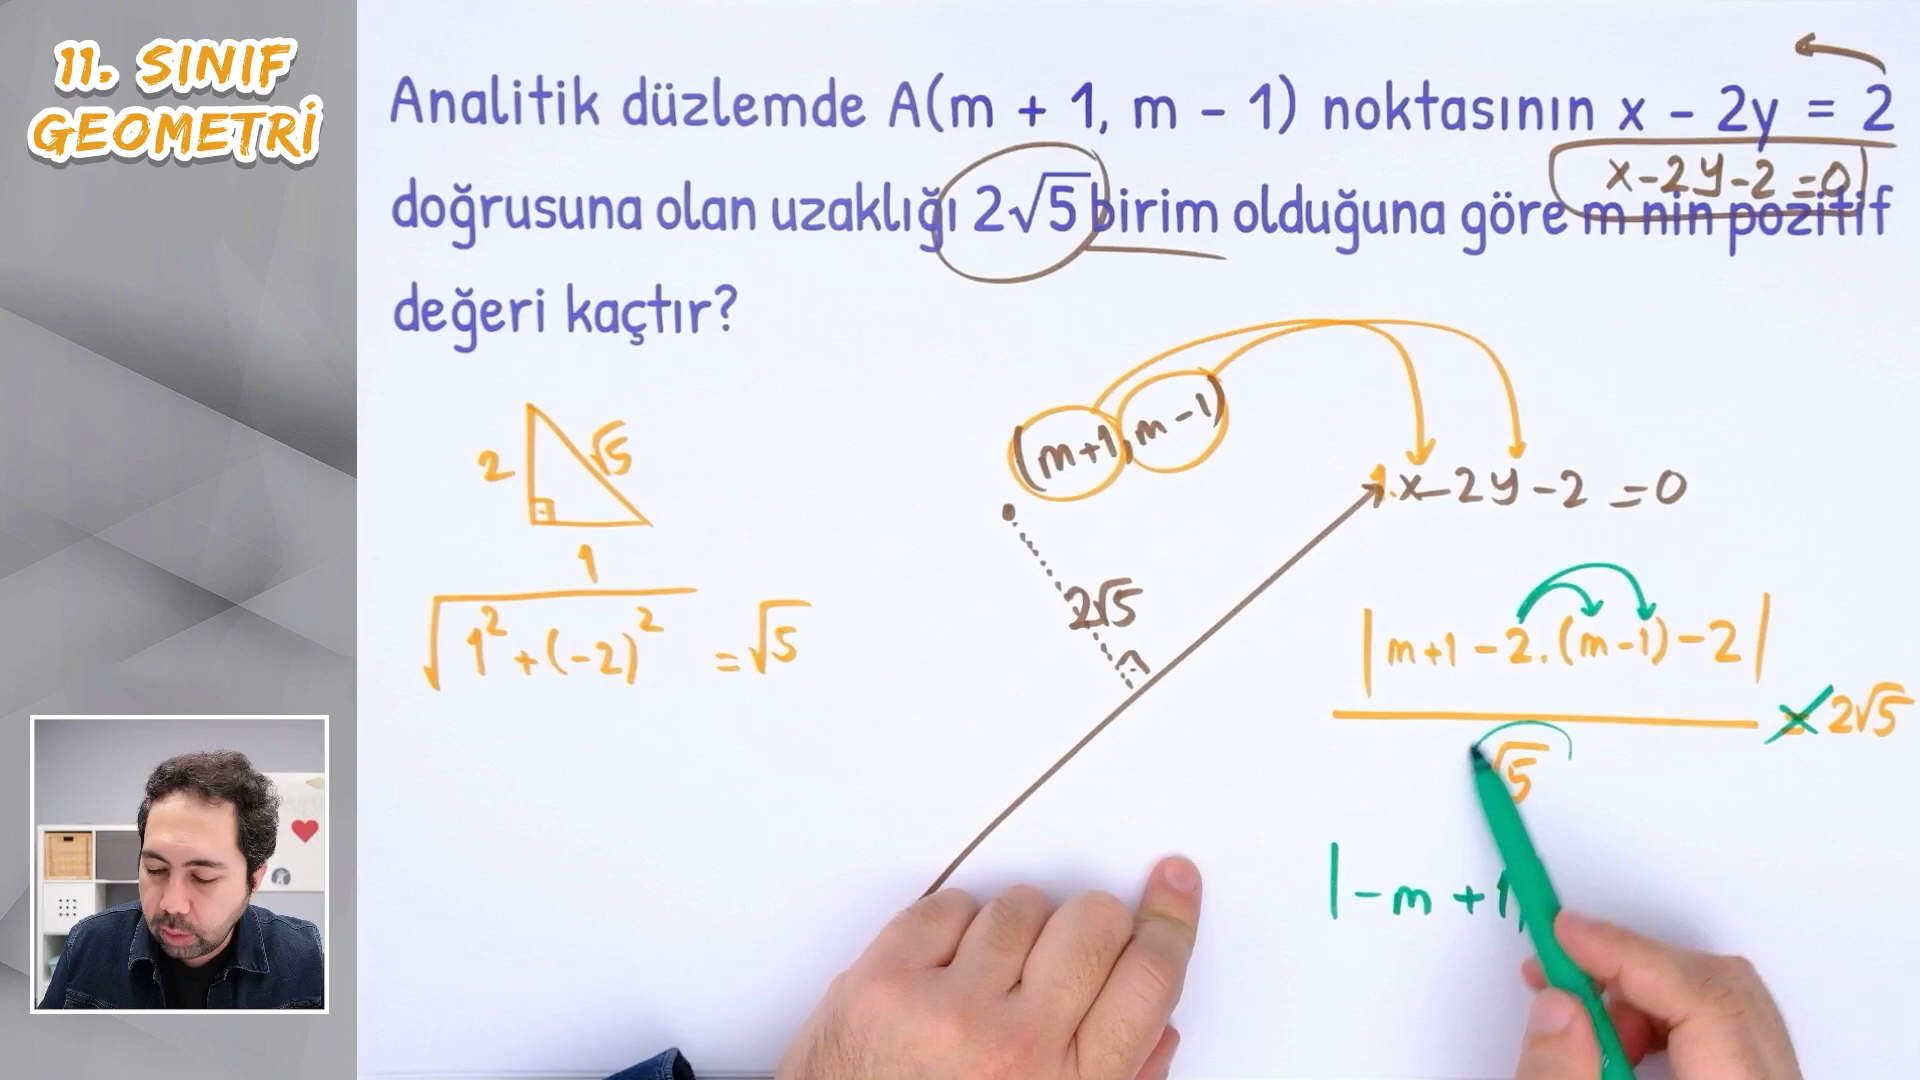 11. SINIF
GEOMETRİ
Analitik düzlemde A(m + 1, m - 1) noktasının x - 2y = 2
x-2y-2=0
doğrusuna olan uzaklığı 2√5 birim olduğuna göre m nin pozitif
değeri kaçtır?
(m+1, m-1)
2
√5
1
1.x-2y-2=0
2√5
√1²+(-2)² = √5
|m+1-2.(m-1)-2|
= 2√5
√5
|-m+1|